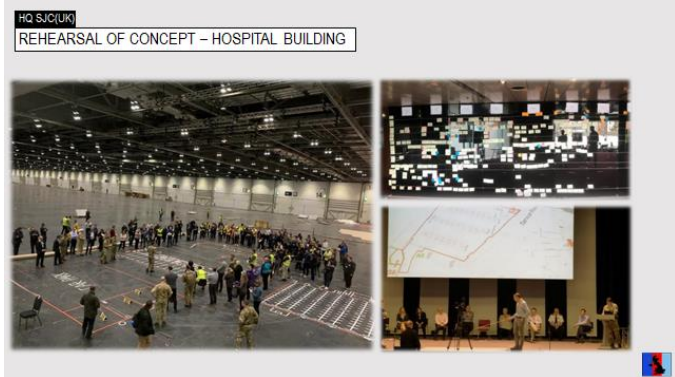 HQ SJC(UK)
REHEARSAL OF CONCEPT – HOSPITAL BUILDING